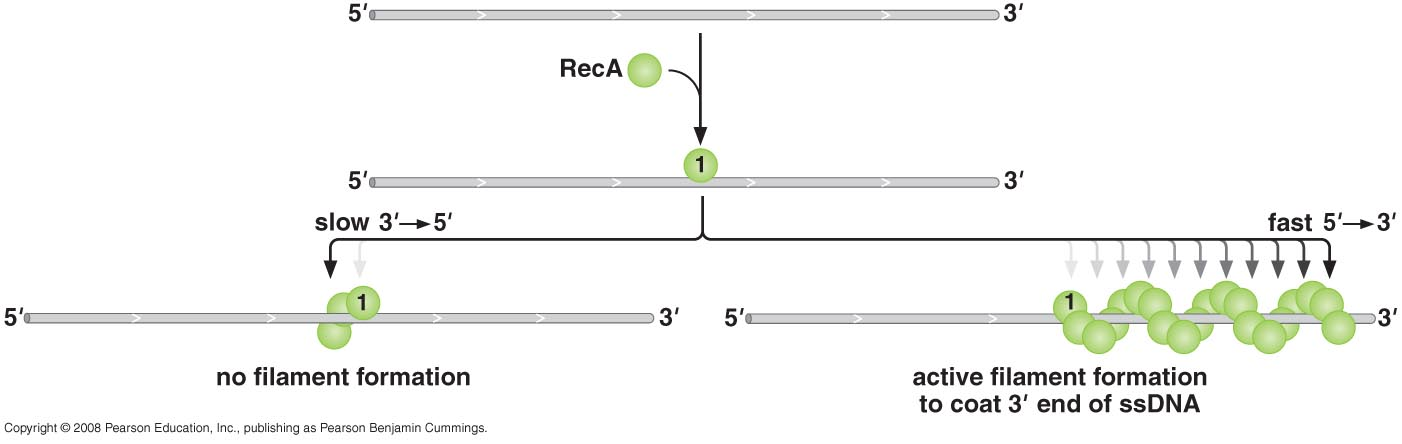 5′ 3′
RecA
1
5′ 3′
slow 3′→5′
fast 5′→3′
1
5′ 3′
1
5′ 3′
no filament formation
active filament formation
to coat 3′ end of ssDNA
Copyright © 2008 Pearson Education, Inc., publishing as Pearson Benjamin Cummings.